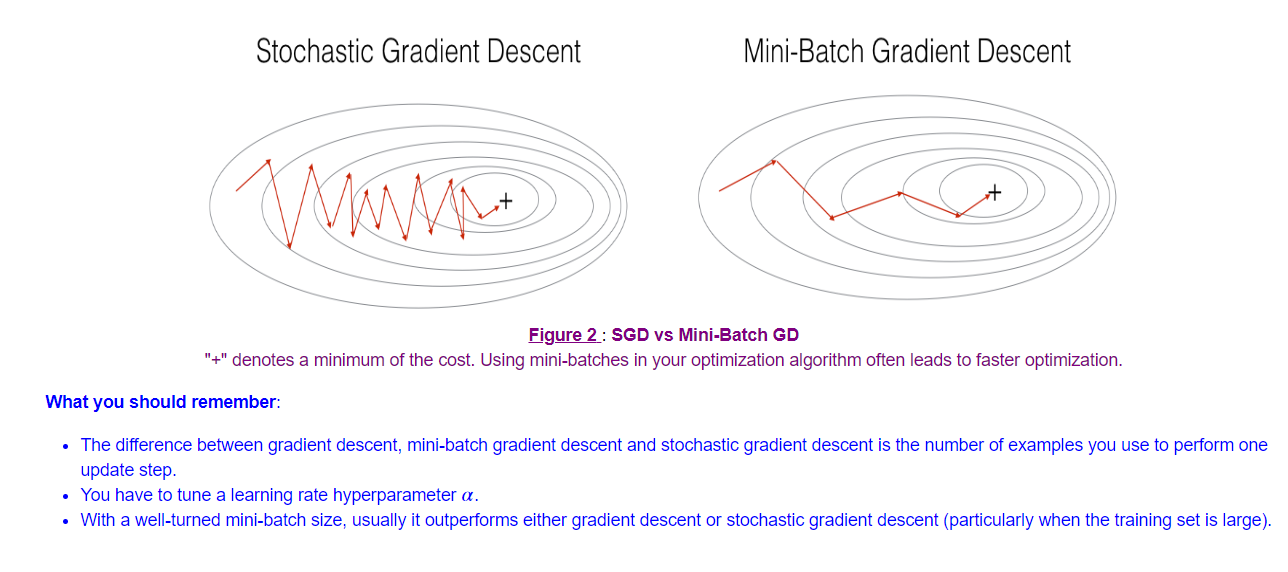 Stochastic Gradient Descent
Mini-Batch Gradient Descent
+
+
Figure 2 : SGD vs Mini-Batch GD
"+" denotes a minimum of the cost. Using mini-batches in your optimization algorithm often leads to faster optimization.
What you should remember:
• The difference between gradient descent, mini-batch gradient descent and stochastic gradient descent is the number of examples you use to perform one
update step.
• You have to tune a learning rate hyperparameter α.
• With a well-turned mini-batch size, usually it outperforms either gradient descent or stochastic gradient descent (particularly when the training set is large).